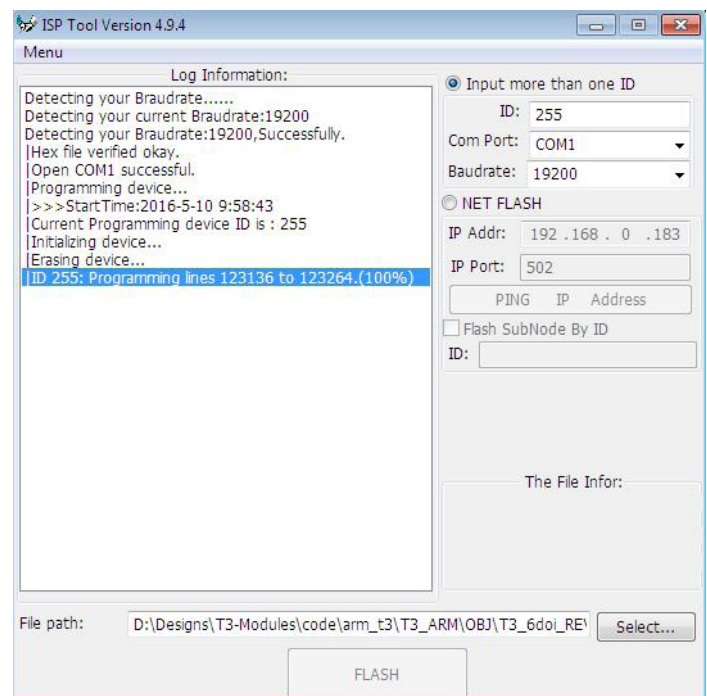 ISP Tool Version 4.9.4
Menu
Log Information:
Detecting your Braudrate......
Detecting your current Braudrate:19200
Detecting your Braudrate:19200,Successfully.
|Hex file verified okay.
|Open COM1 successful.
|Programming device...
|>>>StartTime:2016-5-10 9:58:43
|Current Programming device ID is : 255
|Initializing device...
|Erasing device...
|ID 255: Programming lines 123136 to 123264.(100%)
Input more than one ID
ID: 255
Com Port: COM1
Baudrate: 19200
NET FLASH
IP Addr: 192 .168 . 0 .183
IP Port: 502
PING IP Address
Flash SubNode By ID
ID:
The File Infor:
File path: D:\Designs\T3-Modules\code\arm_t3\T3_ARM\OBJ\T3_6doi_RE Select...
FLASH